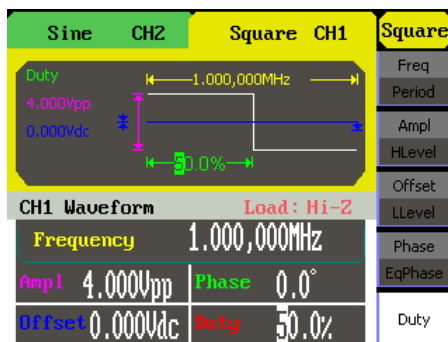 Sine CH2 Square CH1 Square
Duty
1.000,000MHz
4.000Vpp
0.000Vdc
50.0%
CH1 Waveform Load: Hi-Z
Frequency 1.000,000MHz
Ampl 4.000Vpp Phase 0.0°
Offset 0.000Vdc Duty 50.0%
Freq
Period
Ampl
HLevel
Offset
LLevel
Phase
EqPhase
Duty